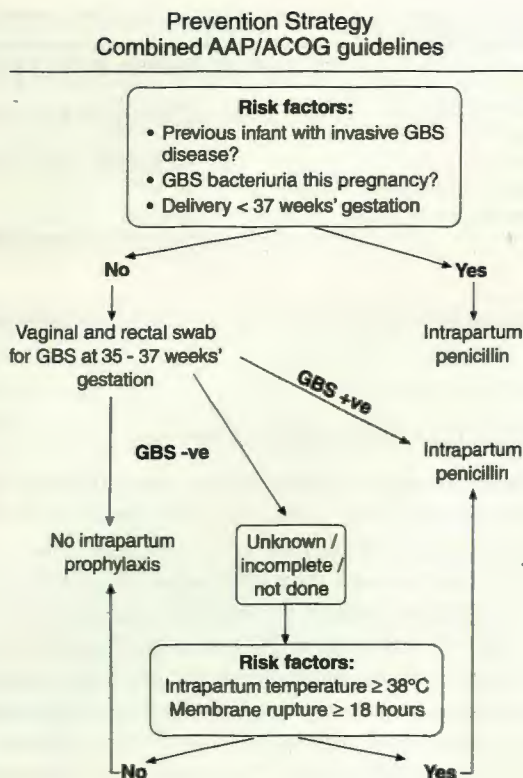 Prevention Strategy
Combined AAP/ACOG guidelines
Risk factors:
• Previous infant with invasive GBS
disease?
• GBS bacteriuria this pregnancy?
• Delivery < 37 weeks' gestation
No
Yes
Vaginal and rectal swab
for GBS at 35 - 37 weeks'
gestation
Intrapartum
penicillin
GBS +ve
GBS -ve
Intrapartum
penicillin
No intrapartum
prophylaxis
Unknown /
incomplete /
not done
Risk factors:
Intrapartum temperature ≥ 38°C
Membrane rupture ≥ 18 hours
No
Yes